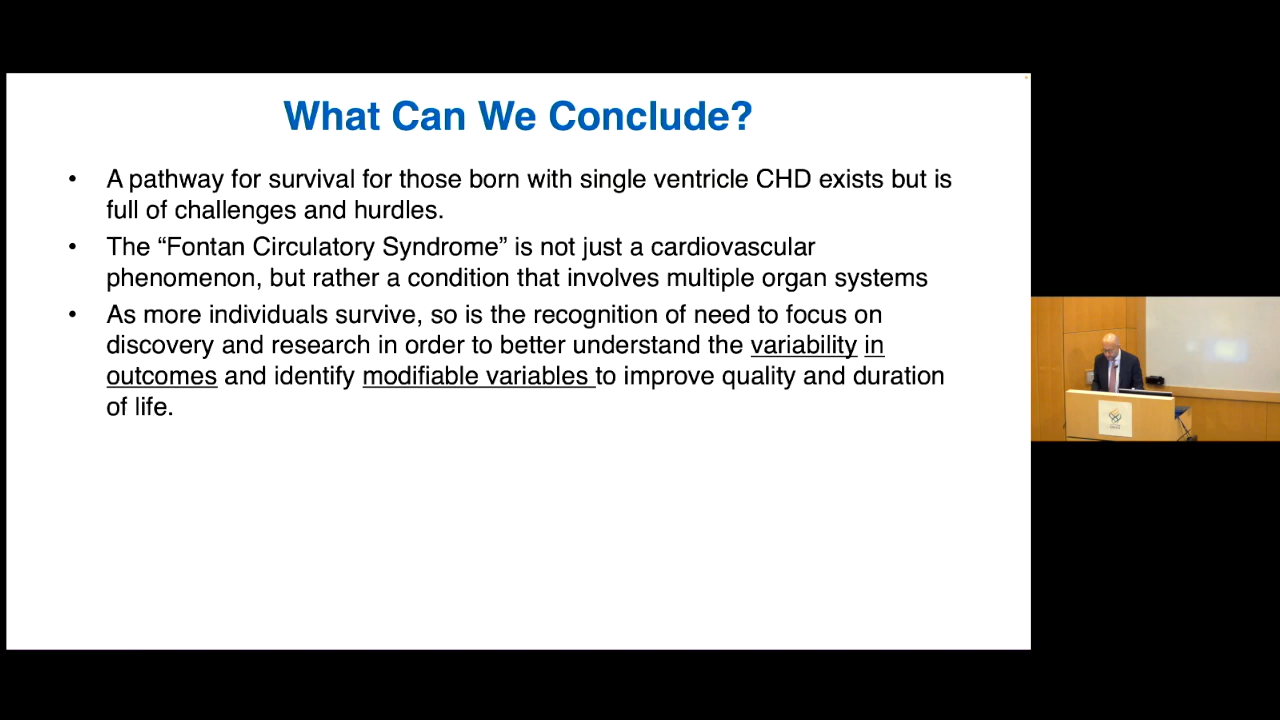 What Can We Conclude?
• A pathway for survival for those born with single ventricle CHD exists but is
full of challenges and hurdles.
• The “Fontan Circulatory Syndrome” is not just a cardiovascular
phenomenon, but rather a condition that involves multiple organ systems
• As more individuals survive, so is the recognition of need to focus on
discovery and research in order to better understand the variability in
outcomes and identify modifiable variables to improve quality and duration
of life.